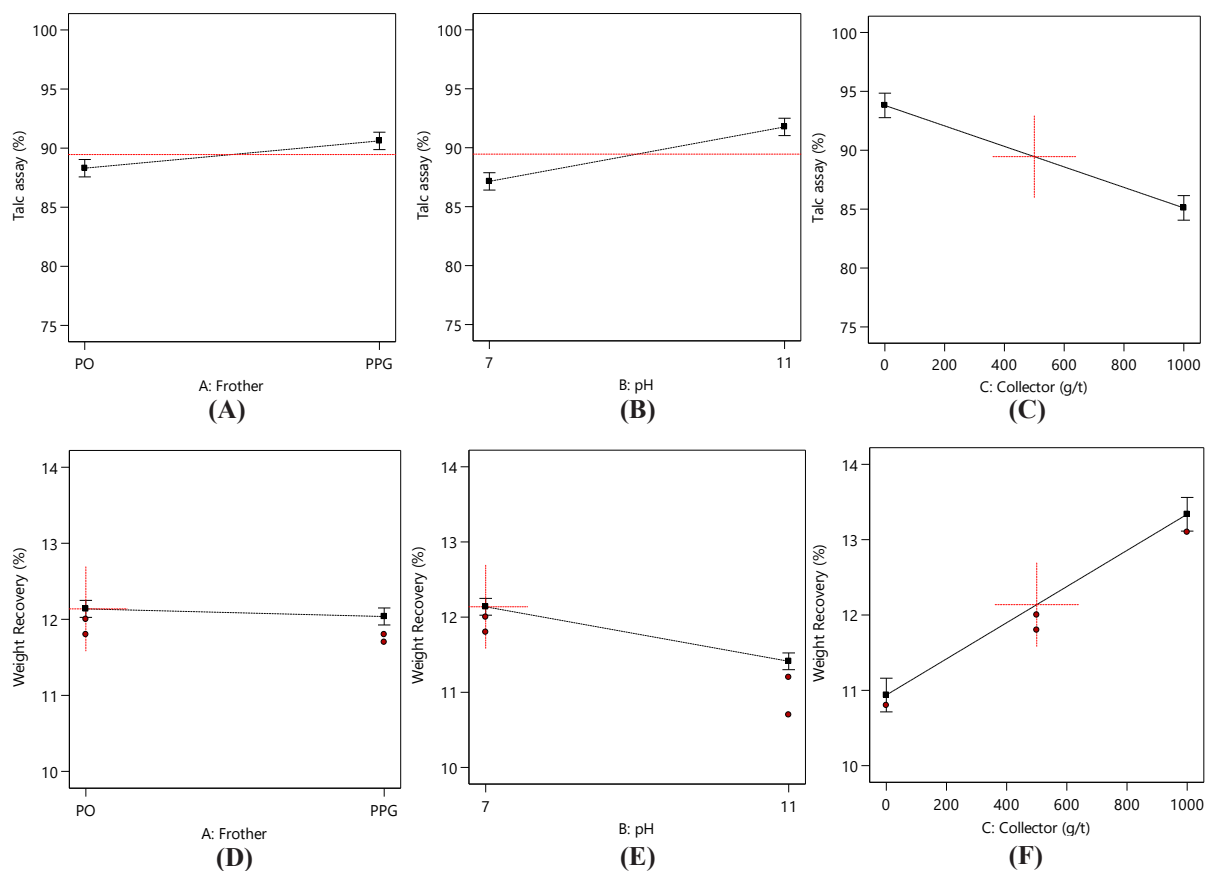 Talc assay (%)
100
95
90
85
80
75
PO
PPG
A: Frother
(A)
Talc assay (%)
100
95
90
85
80
75
7
11
B: pH
(B)
Talc assay (%)
100
95
90
85
80
75
0 200 400 600 800 1000
C: Collector (g/t)
(C)
Weight Recovery (%)
14
13
12
11
10
PO
PPG
A: Frother
(D)
Weight Recovery (%)
14
13
12
11
10
7
11
B: pH
(E)
Weight Recovery (%)
14
13
12
11
10
0 200 400 600 800 1000
C: Collector (g/t)
(F)